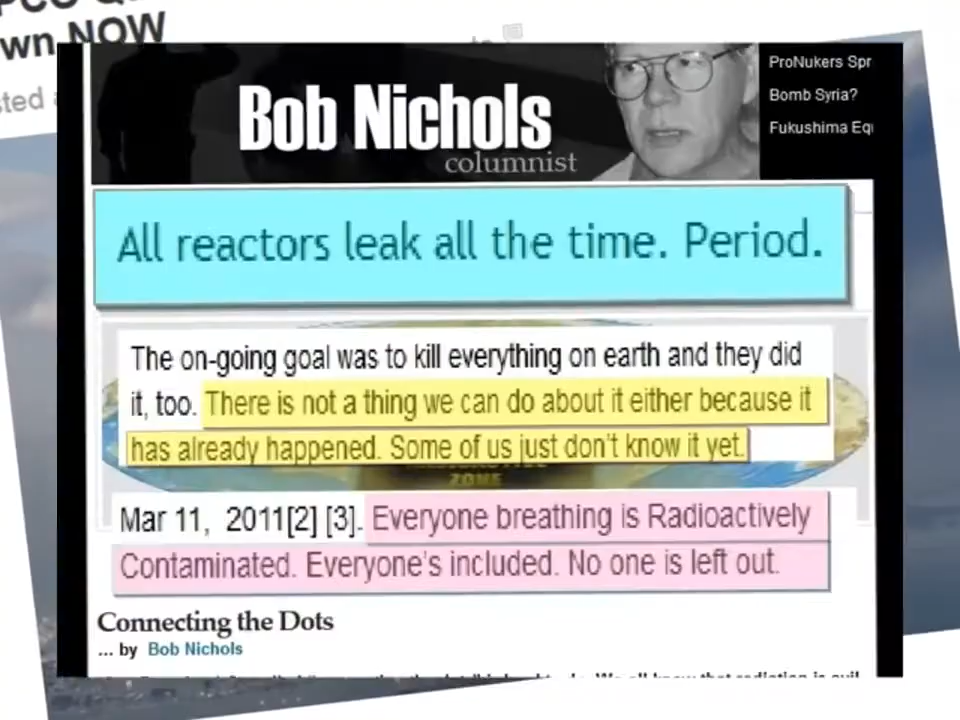 wn NOW
Bob Nichols
columnist
ProNukers Spr
Bomb Syria?
Fukushima Equ
All reactors leak all the time. Period.
The on-going goal was to kill everything on earth and they did
it, too. There is not a thing we can do about it either because it
has already happened. Some of us just don't know it yet.
ZONE
Mar 11, 2011[2] [3]. Everyone breathing is Radioactively
Contaminated. Everyone's included. No one is left out.
Connecting the Dots
... by Bob Nichols